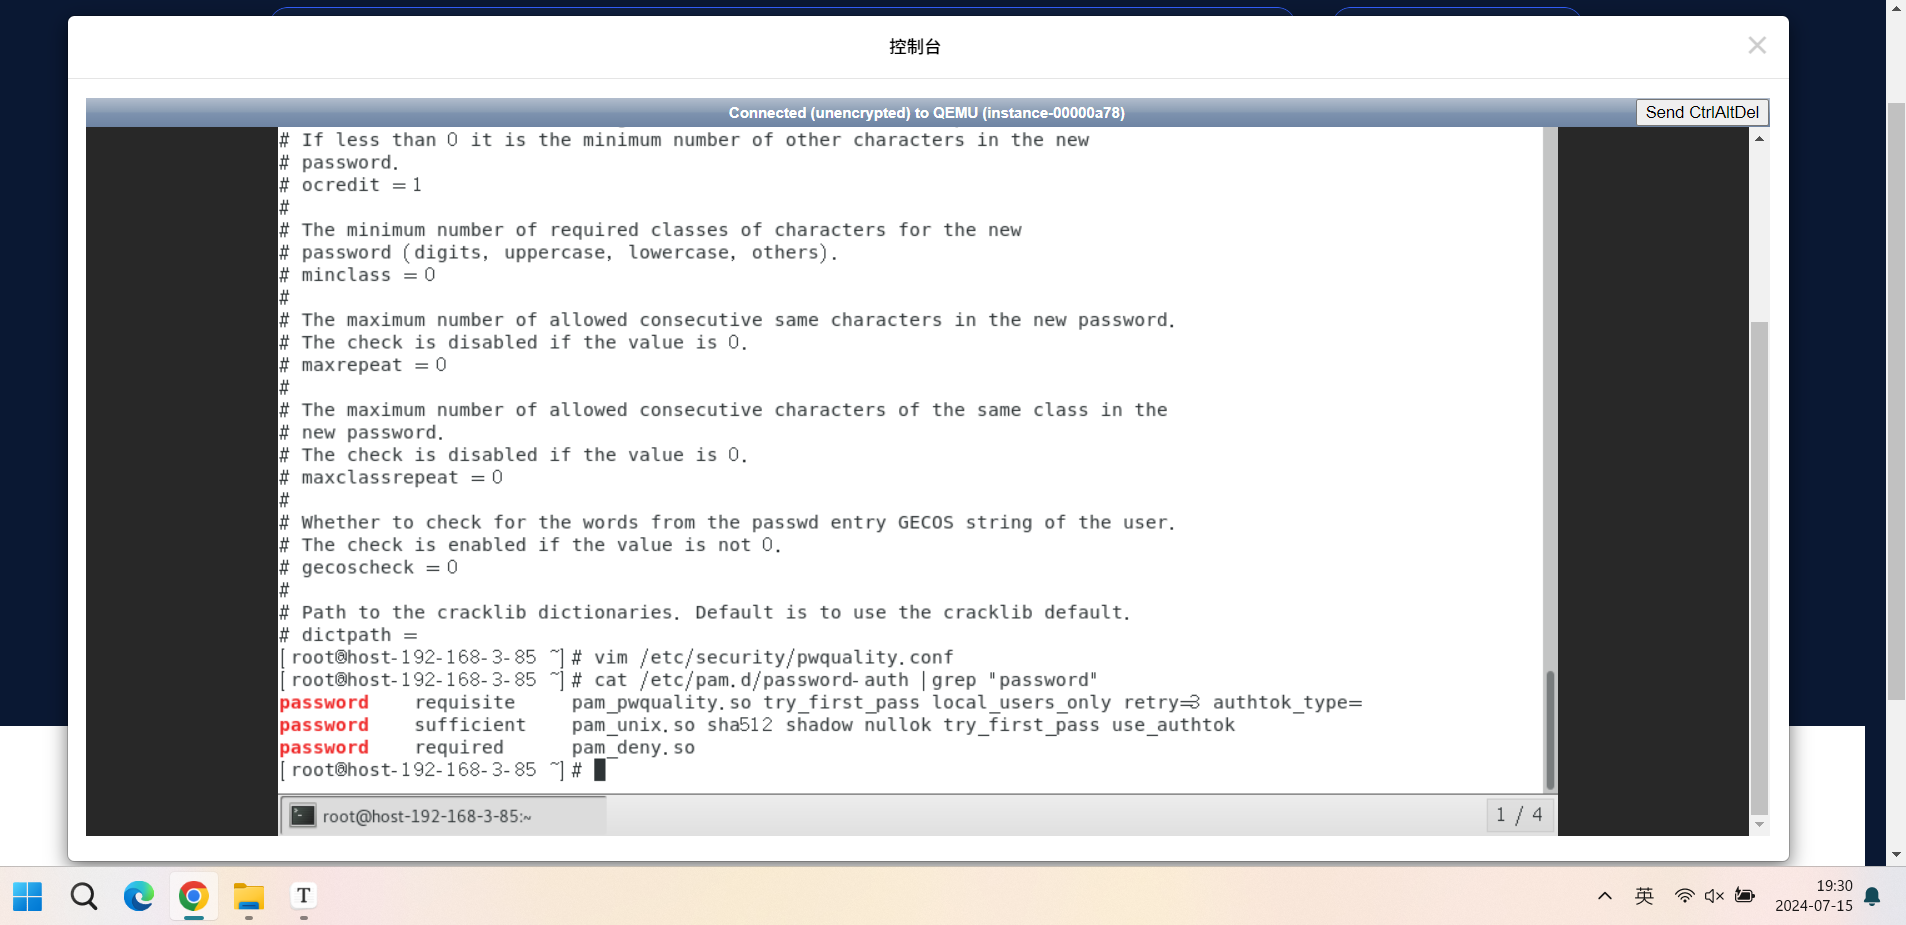 控制台
Connected (unencrypted) to QEMU (instance-00000a78)
Send CtrlAltDel
# If less than 0 it is the minimum number of other characters in the new
# password.
# ocredit = 1
#
# The minimum number of required classes of characters for the new
# password (digits, uppercase, lowercase, others).
# minclass = 0
#
# The maximum number of allowed consecutive same characters in the new password.
# The check is disabled if the value is 0.
# maxrepeat = 0
#
# The maximum number of allowed consecutive characters of the same class in the
# new password.
# The check is disabled if the value is 0.
# maxclassrepeat = 0
#
# Whether to check for the words from the passwd entry GECOS string of the user.
# The check is enabled if the value is not 0.
# gecoscheck = 0
#
# Path to the cracklib dictionaries. Default is to use the cracklib default.
# dictpath =
[root@host-192-168-3-85 ~]# vim /etc/security/pwquality.conf
[root@host-192-168-3-85 ~]# cat /etc/pam.d/password-auth |grep "password"
password    requisite     pam_pwquality.so try_first_pass local_users_only retry=3 authtok_type=
password    sufficient    pam_unix.so sha512 shadow nullok try_first_pass use_authtok
password    required      pam_deny.so
[root@host-192-168-3-85 ~]#
root@host-192-168-3-85:~
1 / 4
T
英
19:30
2024-07-15